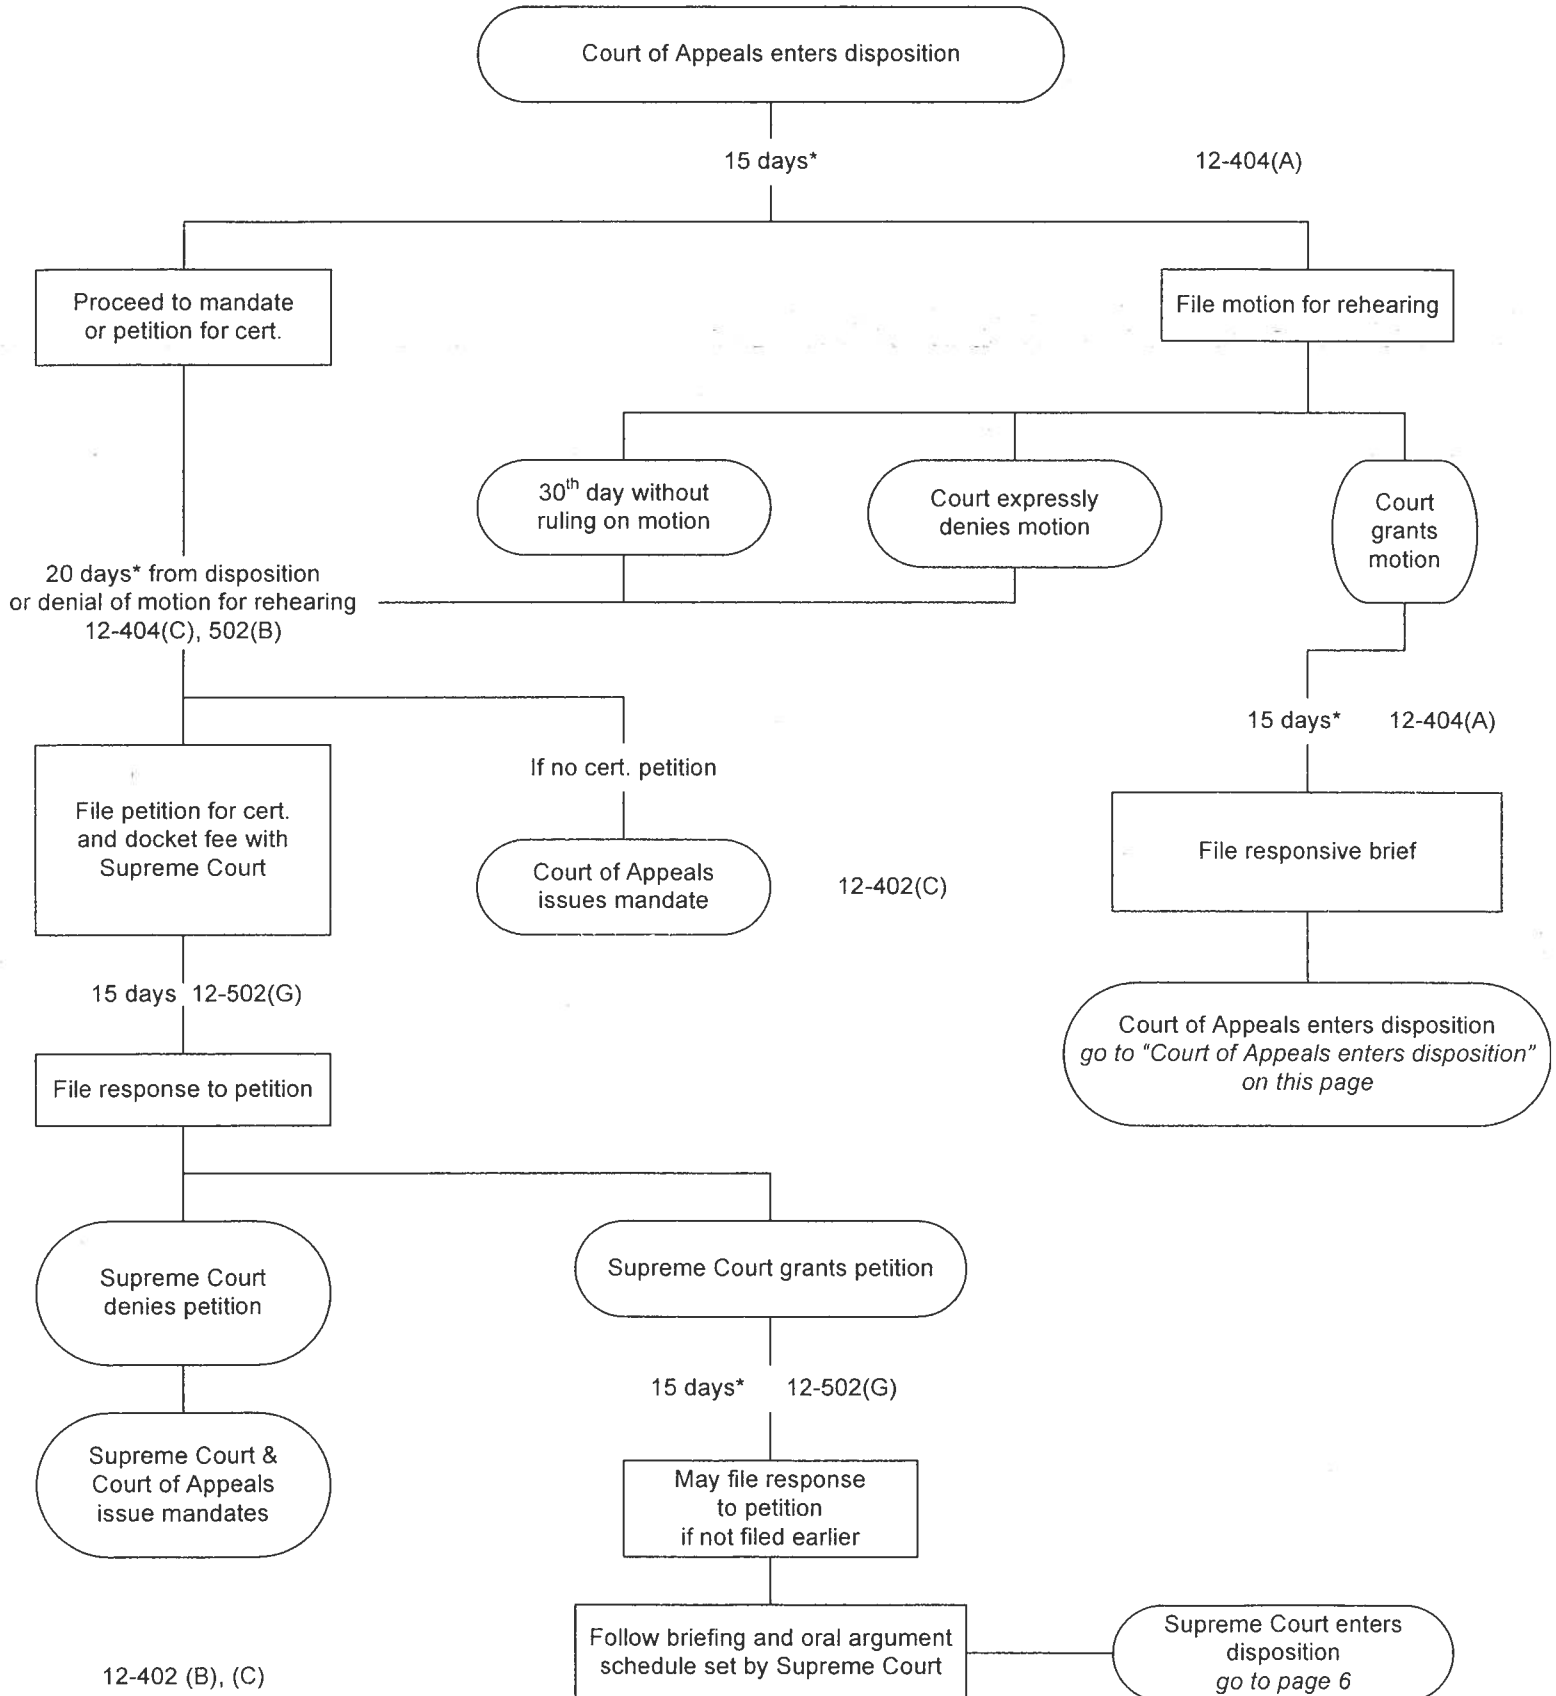 Court of Appeals enters disposition
15 days*
12-404(A)
Proceed to mandate
or petition for cert.
File motion for rehearing
30th day without
ruling on motion
Court expressly
denies motion
Court
grants
motion
20 days* from disposition
or denial of motion for rehearing
12-404(C), 502(B)
15 days*
12-404(A)
If no cert. petition
File petition for cert.
and docket fee with
Supreme Court
File responsive brief
Court of Appeals
issues mandate
12-402(C)
15 days
12-502(G)
Court of Appeals enters disposition
go to “Court of Appeals enters disposition”
on this page
File response to petition
Supreme Court
denies petition
Supreme Court grants petition
15 days*
12-502(G)
Supreme Court &
Court of Appeals
issue mandates
May file response
to petition
if not filed earlier
12-402 (B), (C)
Follow briefing and oral argument
schedule set by Supreme Court
Supreme Court enters
disposition
go to page 6